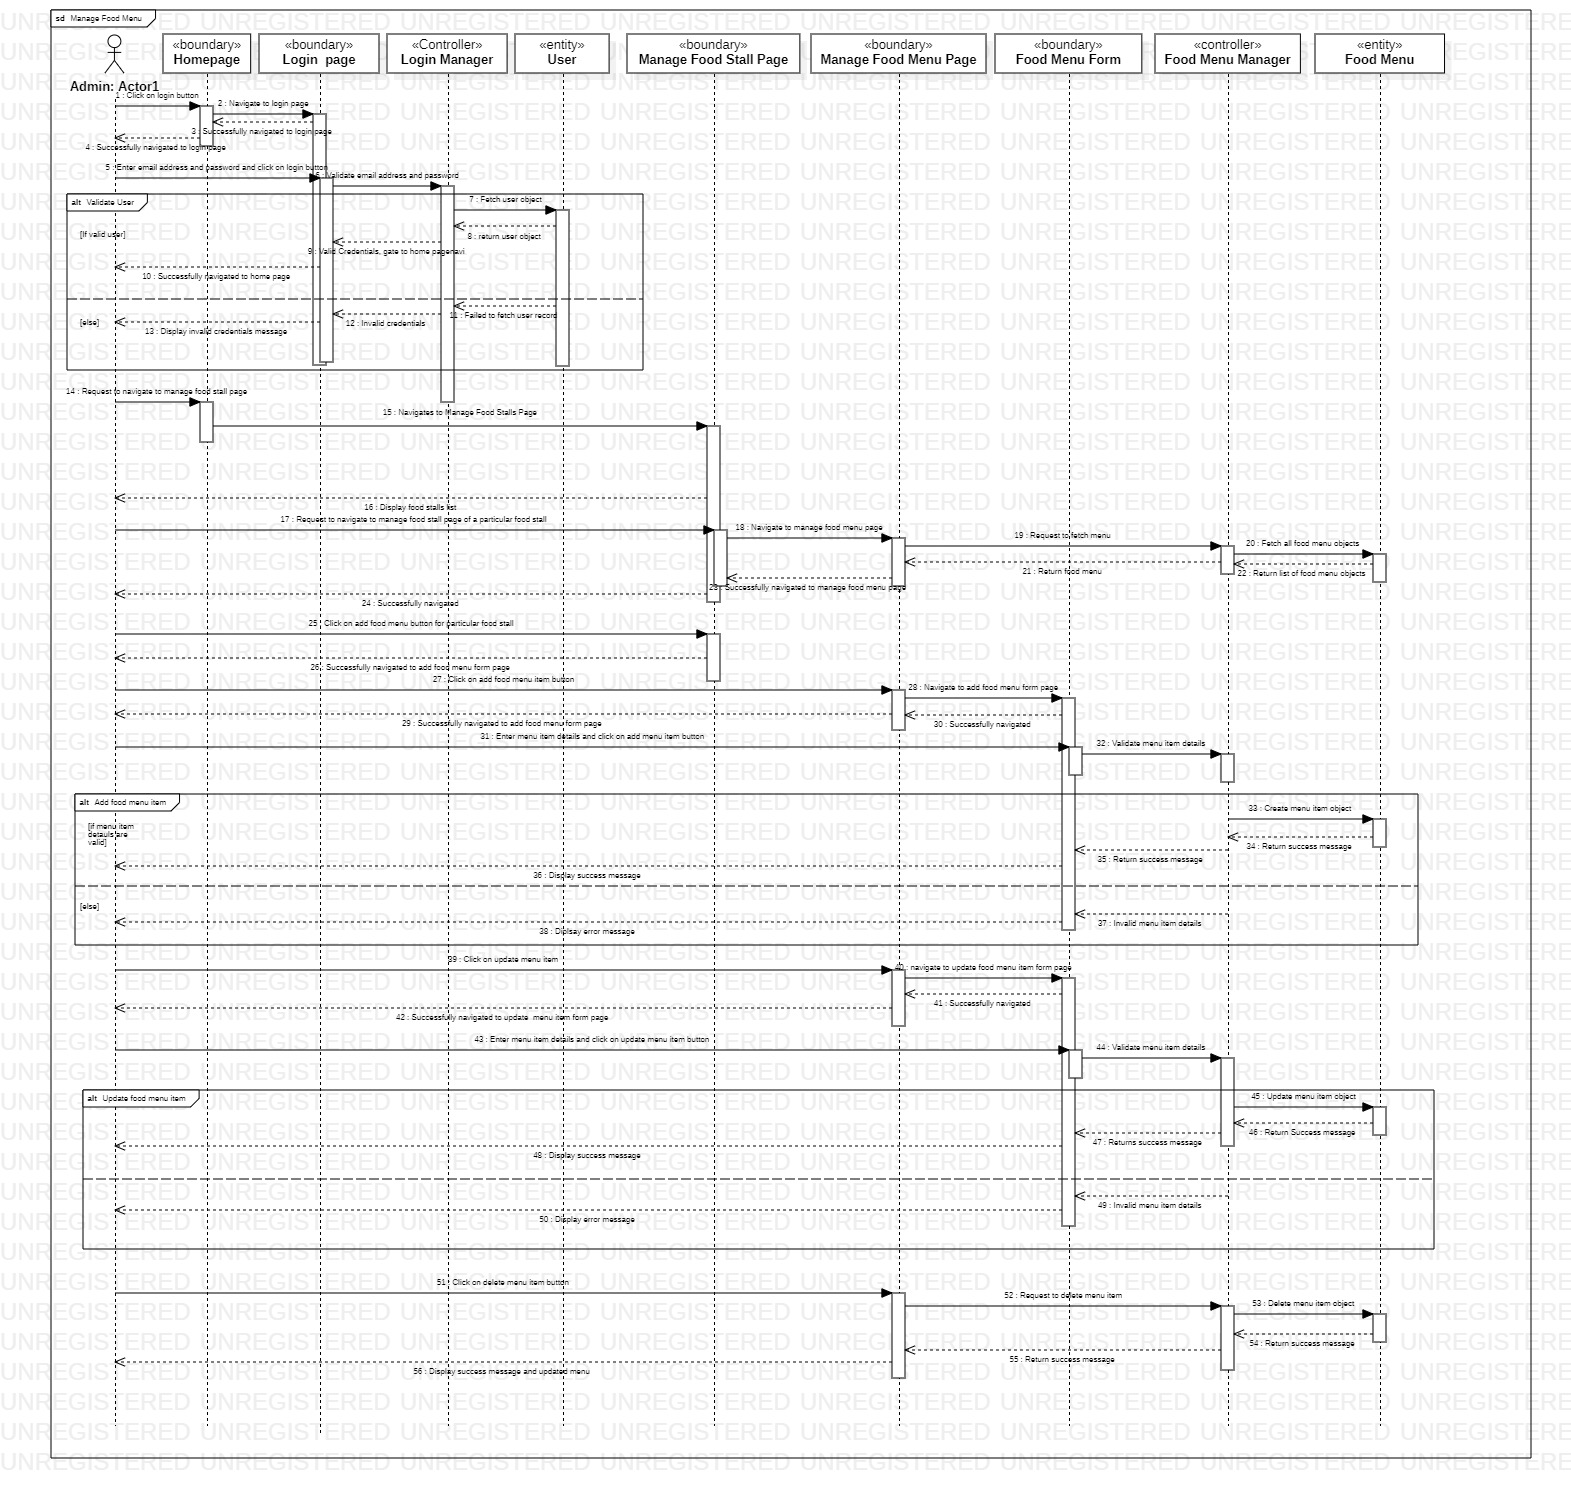 sd Manage Food Menu
«boundary»
Homepage
«boundary»
Login page
«Controller»
Login Manager
«entity»
User
«boundary»
Manage Food Stall Page
«boundary»
Manage Food Menu Page
«boundary»
Food Menu Form
«controller»
Food Menu Manager
«entity»
Food Menu
Admin: Actor1
1 : Click on login button
2 : Navigate to login page
3 : Successfully navigated to login page
4 : Successfully navigated to login page
5 : Enter email address and password and click on login button
6 : Validate email address and password
alt Validate User
7 : Fetch user object
[If valid user]
8 : return user object
9 : Valid Credentials, gate to home pagenavi
10 : Successfully navigated to home page
11 : Failed to fetch user record
[else]
12 : Invalid credentials
13 : Display invalid credentials message
14 : Request to navigate to manage food stall page
15 : Navigates to Manage Food Stalls Page
16 : Display food stalls list
17 : Request to navigate to manage food stall page of a particular food stall
18 : Navigate to manage food menu page
19 : Request to fetch menu
20 : Fetch all food menu objects
21 : Return food menu
22 : Return list of food menu objects
23 : Successfully navigated to manage food menu page
24 : Successfully navigated
25 : Click on add food menu button for particular food stall
26 : Successfully navigated to add food menu form page
27 : Click on add food menu item button
28 : Navigate to add food menu form page
29 : Successfully navigated to add food menu form page
30 : Successfully navigated
31 : Enter menu item details and click on add menu item button
32 : Validate menu item details
alt Add food menu item
33 : Create menu item object
[if menu item
detauls are
valid]
34 : Return success message
35 : Return success message
36 : Display success message
[else]
37 : Invalid menu item details
38 : Diplsay error message
39 : Click on update menu item
40 : navigate to update food menu item form page
41 : Successfully navigated
42 : Successfully navigated to update menu item form page
43 : Enter menu item details and click on update menu item button
44 : Validate menu item details
alt Update food menu item
45 : Update menu item object
46 : Return Success message
47 : Returns success message
48 : Display success message
49 : Invalid menu item details
50 : Display error message
51 : Click on delete menu item button
52 : Request to delete menu item
53 : Delete menu item object
54 : Return success message
55 : Return success message
56 : Display success message and updated menu
UNREGISTERED